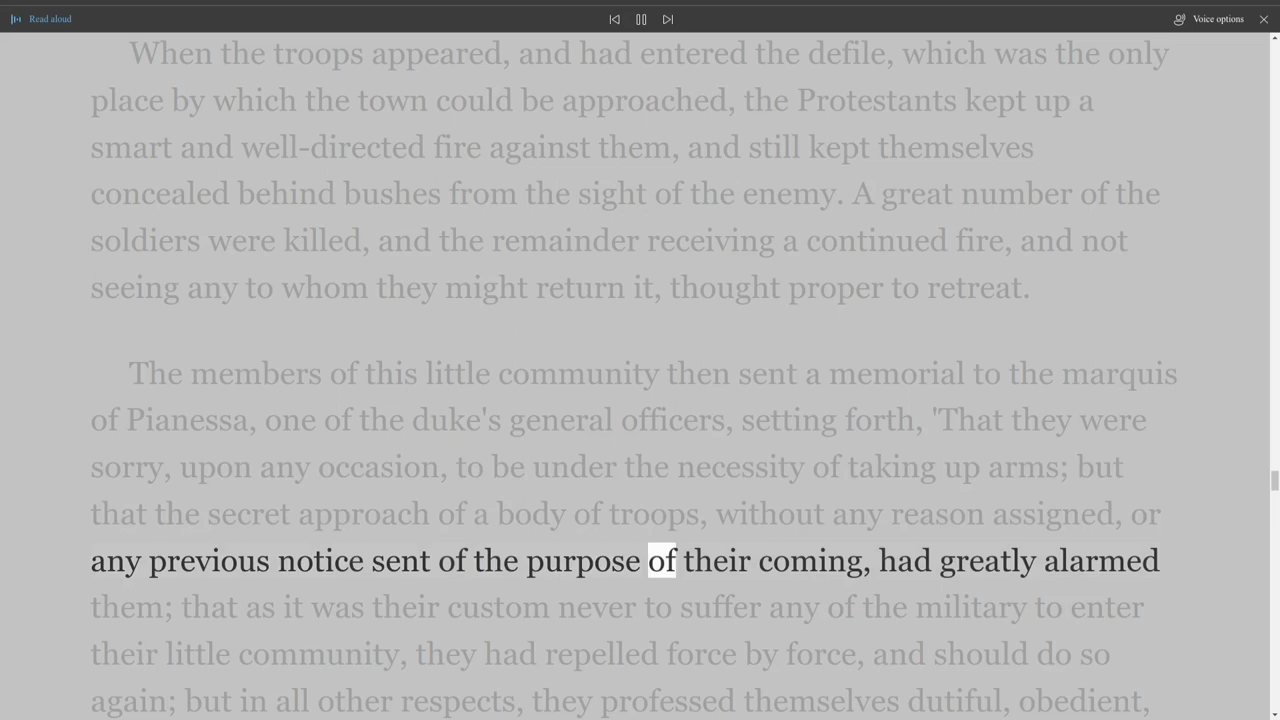 Read aloud
Voice options
When the troops appeared, and had entered the defile, which was the only
place by which the town could be approached, the Protestants kept up a
smart and well-directed fire against them, and still kept themselves
concealed behind bushes from the sight of the enemy. A great number of the
soldiers were killed, and the remainder receiving a continued fire, and not
seeing any to whom they might return it, thought proper to retreat.
The members of this little community then sent a memorial to the marquis
of Pianessa, one of the duke's general officers, setting forth, 'That they were
sorry, upon any occasion, to be under the necessity of taking up arms; but
that the secret approach of a body of troops, without any reason assigned, or
any previous notice sent of the purpose of their coming, had greatly alarmed
them; that as it was their custom never to suffer any of the military to enter
their little community, they had repelled force by force, and should do so
again; but in all other respects, they professed themselves dutiful, obedient,